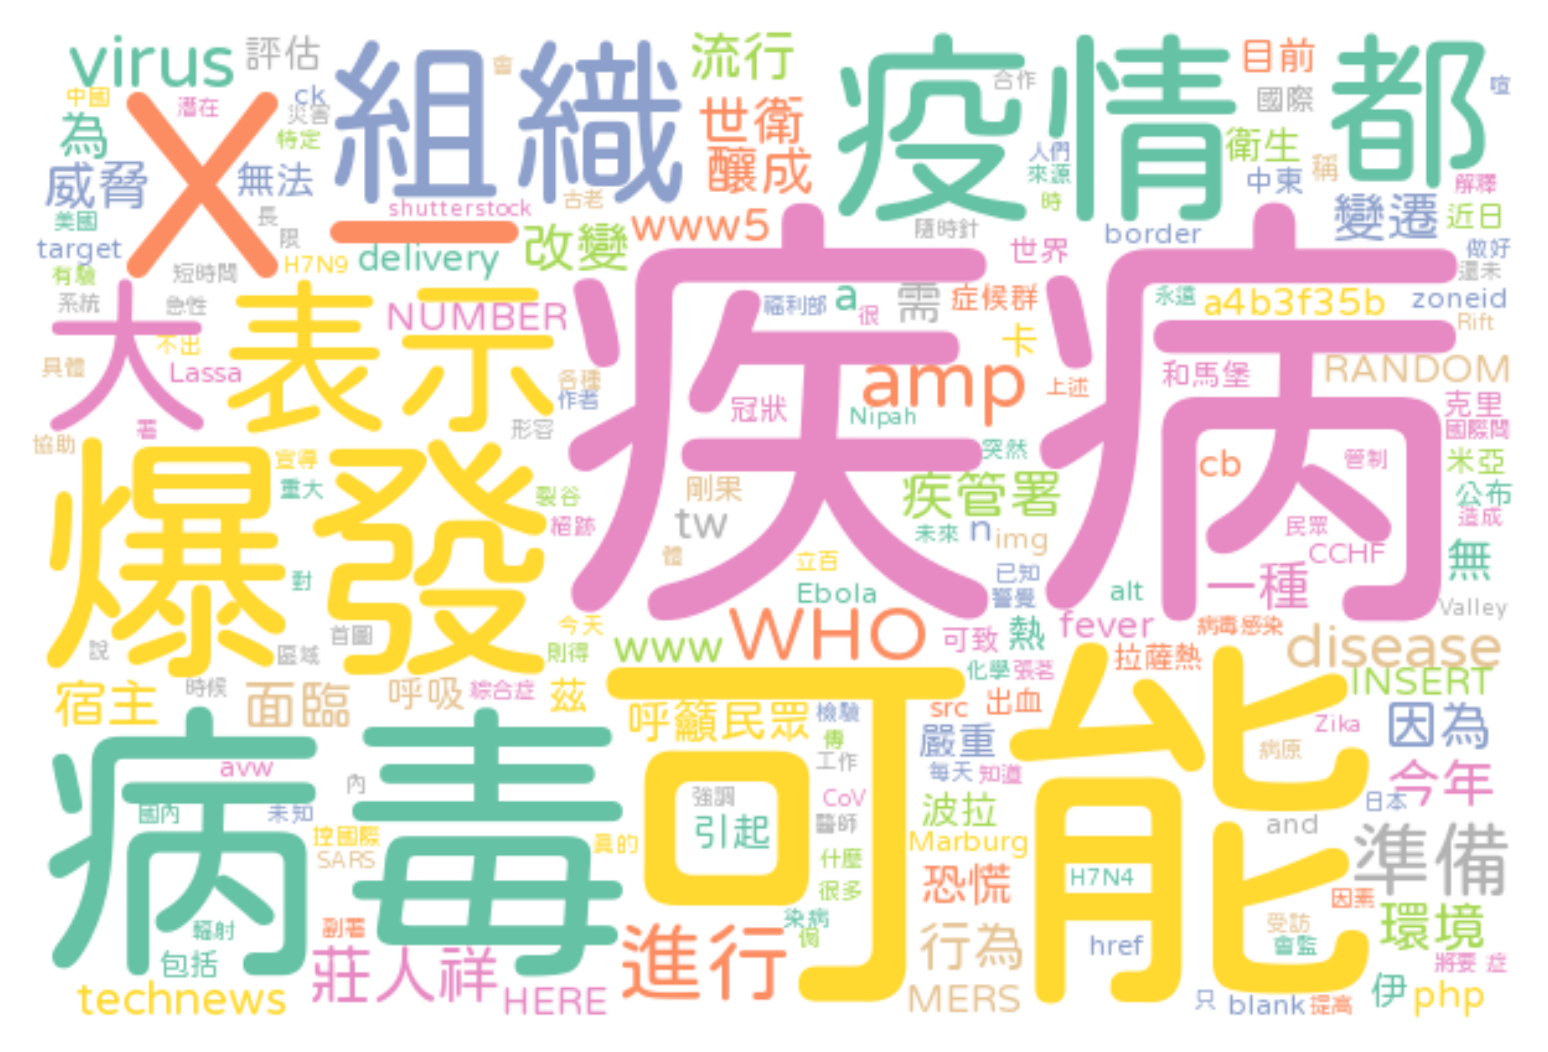 virus
評估
組織
流行
疫情
目前
都
喧
中國
潛在
ck
災害
合作
國際
會
X
為
特定
世衛
釀成
人們
來源
衛生
中東
稱
解釋
威脅
無法
美國
長
shutterstock
古老
時
變遷
近日
target
限
一
delivery
改變
www5
隨時針
世界
border
做好
還未
有驗
短時間
H7N9
系統
急性
大
表示
NUMBER
疾病
福利部
a
很
需
症候群
永遠
a4b3f35b
zoneid
Rift
不出
具體
Lassa
各種
作者
卡
amp
上述
和馬堡
RANDOM
著
形容
冠狀
Nipah
克里
國際間
協助
爆發
宣導
重大
裂谷
絕跡
剛果
tw
突然
疾管署
cb
管制
米亞
公布
造成
未來
n
img
民眾
CCHF
體
立百
對
Ebola
已知
警覺
alt
一種
無
Valley
說
首圖
區域
今天
則得
www
WHO
可致
熱
fever
病毒感染
disease
拉薩熱
化學
張茗
INSERT
宿主
時候
面臨
呼吸
綜合症
茲
可能
呼籲民眾
檢驗
傳
src
出血
Zika
因為
病毒
avw
內
工作
嚴重
每天
知道
病原
今年
國內
未知
強調
CoV
波拉
日本
控國際
SARS
真的
引起
醫師
Marburg
and
準備
什麼
很多
恐慌
H7N4
因素
輻射
副署
染病
侷
受訪
環境
包括
莊人祥
進行
行為
href
會監
將要
症
technews
HERE
MERS
只
blank
提高
伊
php